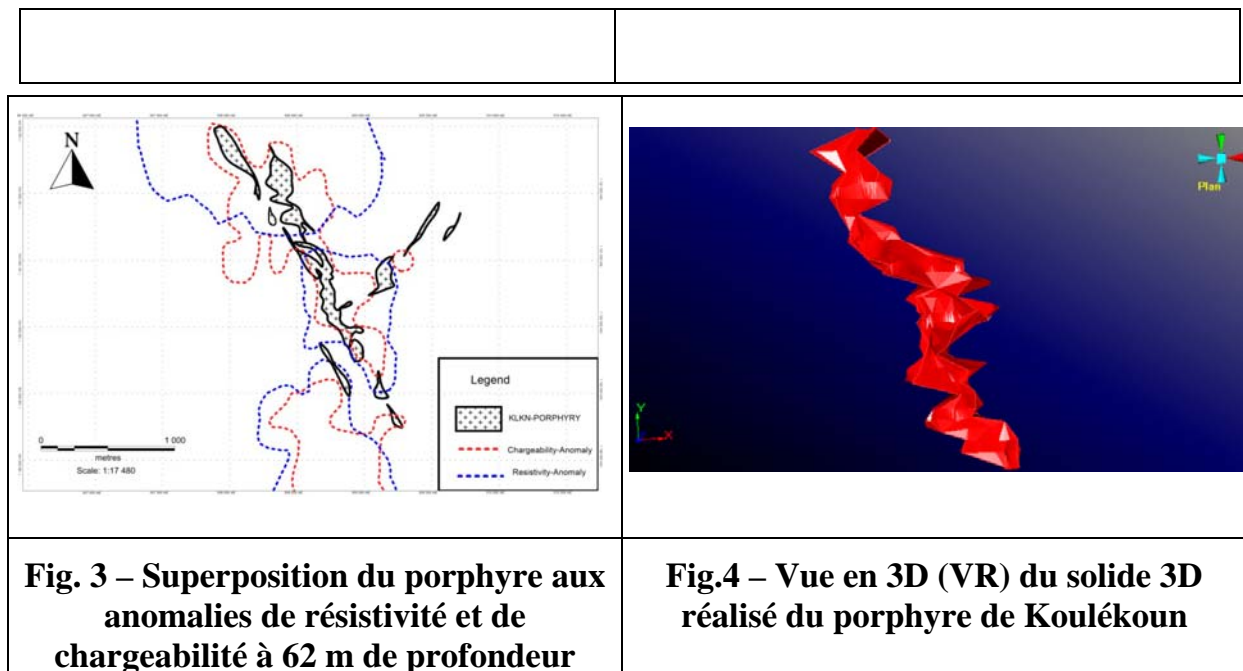 N
Legend
KLKN-PORPHYRY
Chargeability-Anomaly
Resistivity-Anomaly
0 1 000
metres
Scale: 1:17 480
Plan
Y
X
Fig. 3 – Superposition du porphyre aux
anomalies de résistivité et de
chargeabilité à 62 m de profondeur
Fig.4 – Vue en 3D (VR) du solide 3D
réalisé du porphyre de Koulékoun